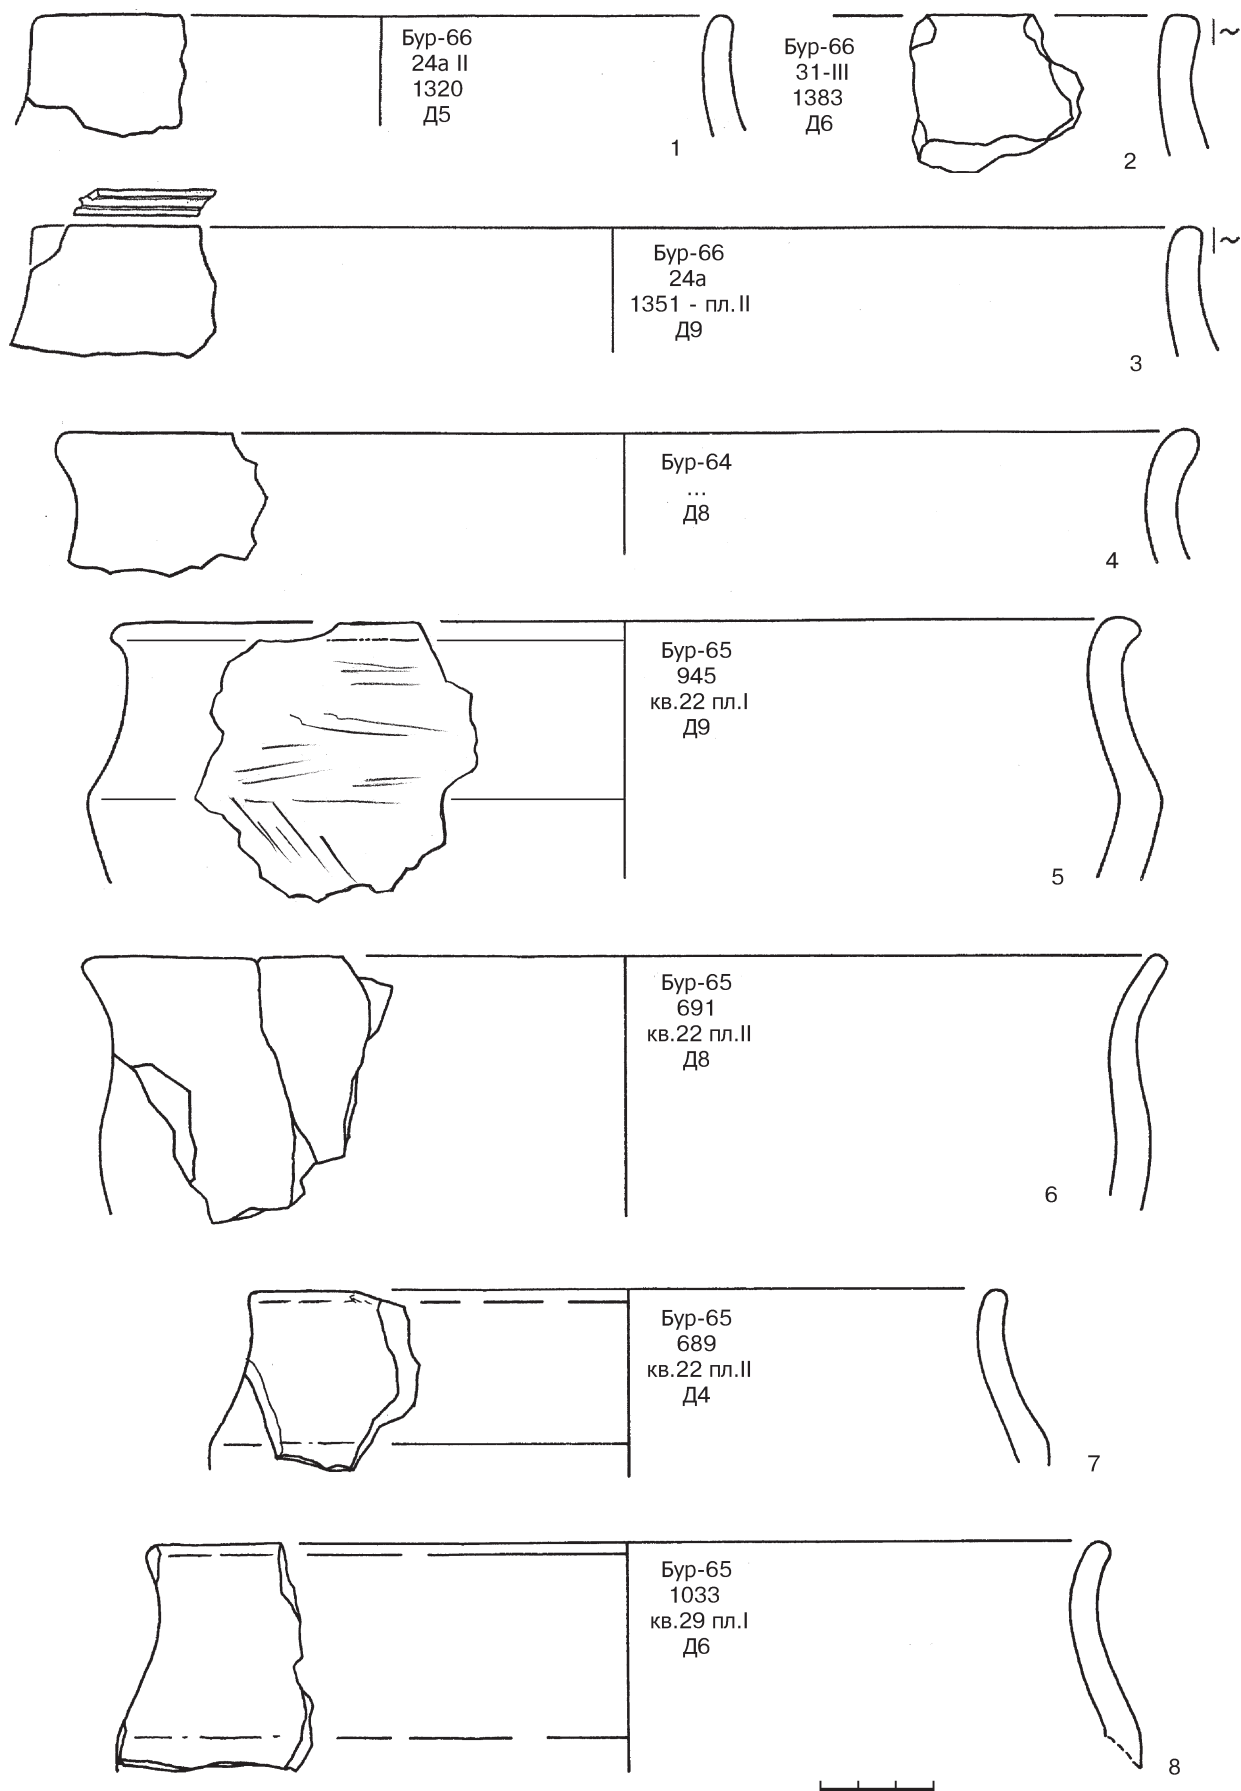 Бур-66
24а II
1320
Д5
1
Бур-66
31-III
1383
Д6
2
Бур-66
24а
1351 - пл.II
Д9
3
Бур-64
...
Д8
4
Бур-65
945
кв.22 пл.I
Д9
5
Бур-65
691
кв.22 пл.II
Д8
6
Бур-65
689
кв.22 пл.II
Д4
7
Бур-65
1033
кв.29 пл.I
Д6
8